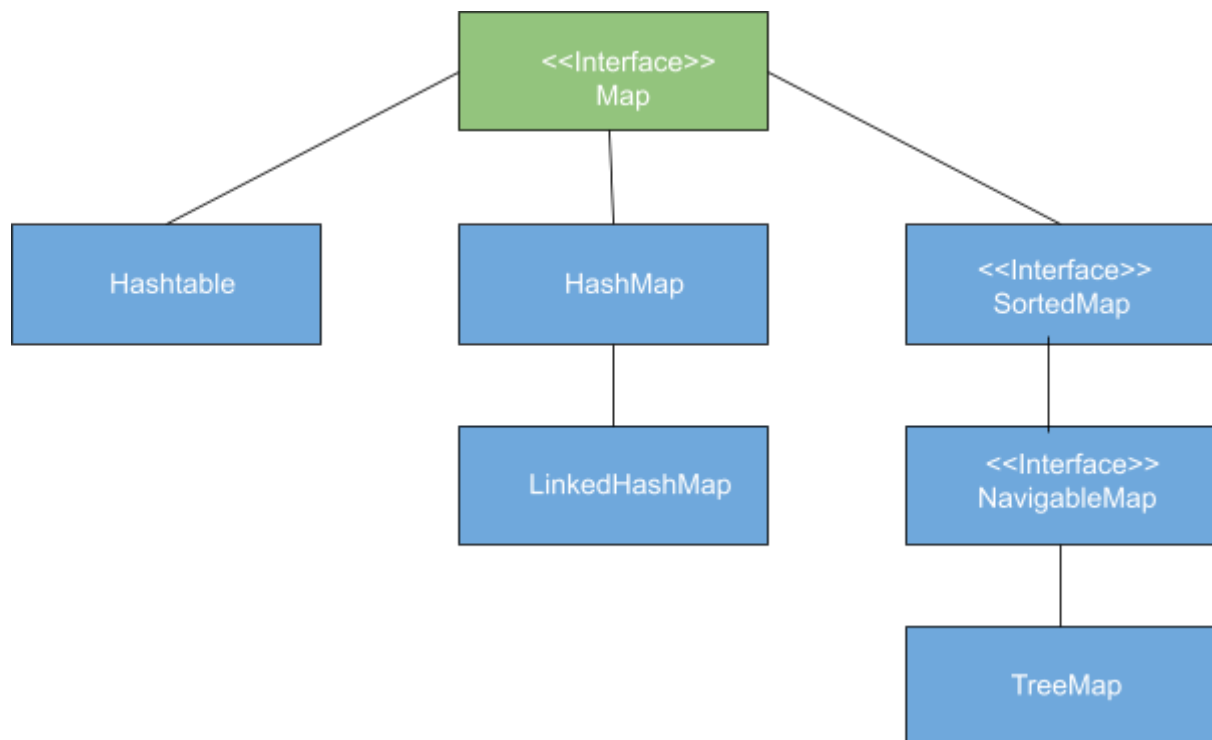 <<Interface>>
Map
Hashtable
HashMap
<<Interface>>
SortedMap
LinkedHashMap
<<Interface>>
NavigableMap
TreeMap